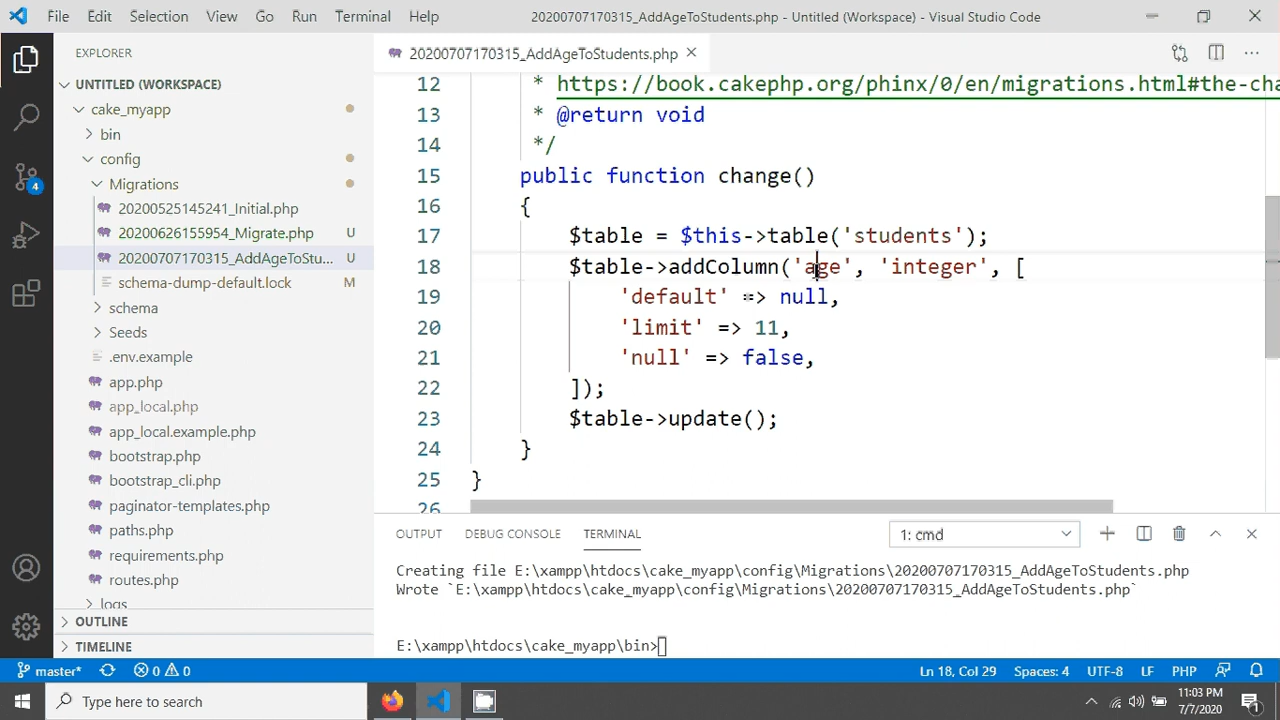 File Edit Selection View Go Run Terminal Help 20200707170315_AddAgeToStudents.php - Untitled (Workspace) - Visual Studio Code
EXPLORER
UNTITLED (WORKSPACE)
cake_myapp
bin
config
Migrations
20200525145241_Initial.php
20200626155954_Migrate.php U
20200707170315_AddAgeToStu... U
schema-dump-default.lock M
schema
Seeds
.env.example
app.php
app_local.php
app_local.example.php
bootstrap.php
bootstrap_cli.php
paginator-templates.php
paths.php
requirements.php
routes.php
logs
OUTLINE
TIMELINE
4
20200707170315_AddAgeToStudents.php
12 * https://book.cakephp.org/phinx/0/en/migrations.html#the-cha
13 * @return void
14 */
15 public function change()
16 {
17 $table = $this->table('students');
18 $table->addColumn('age', 'integer', [
19 'default' => null,
20 'limit' => 11,
21 'null' => false,
22 ]);
23 $table->update();
24 }
25 }
26
OUTPUT DEBUG CONSOLE TERMINAL 1: cmd
Creating file E:\xampp\htdocs\cake_myapp\config\Migrations\20200707170315_AddAgeToStudents.php
Wrote `E:\xampp\htdocs\cake_myapp\config\Migrations\20200707170315_AddAgeToStudents.php`
E:\xampp\htdocs\cake_myapp\bin>
master* 0 0 Ln 18, Col 29 Spaces: 4 UTF-8 LF PHP
Type here to search
11:03 PM
7/7/2020
1